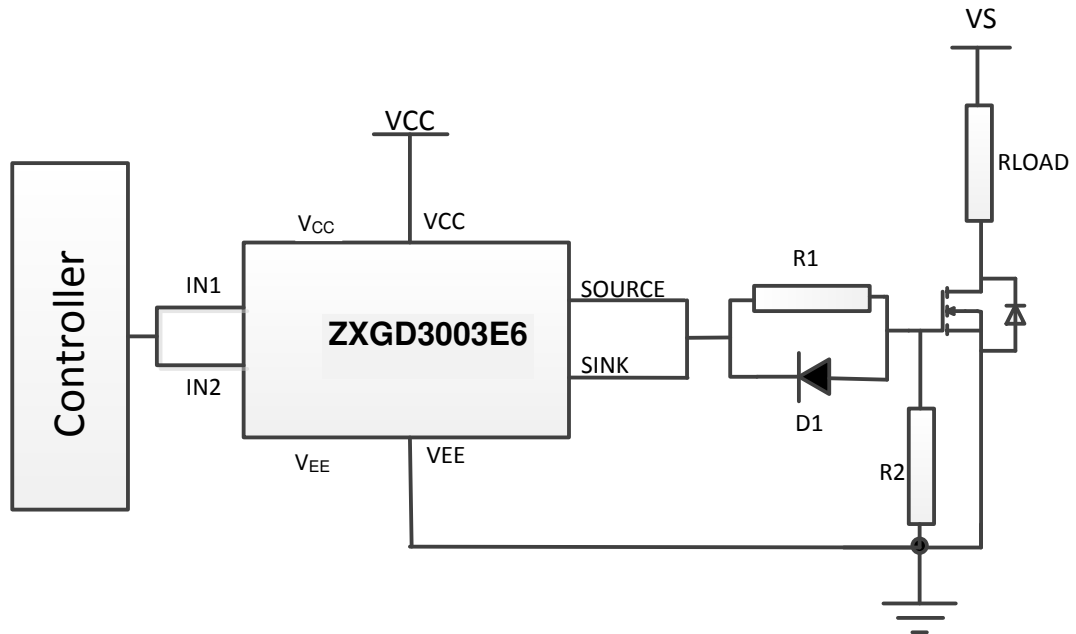 VS
VCC
RLOAD
Controller
VCC
VCC
IN1
SOURCE
R1
ZXGD3003E6
IN2
SINK
D1
VEE
VEE
R2